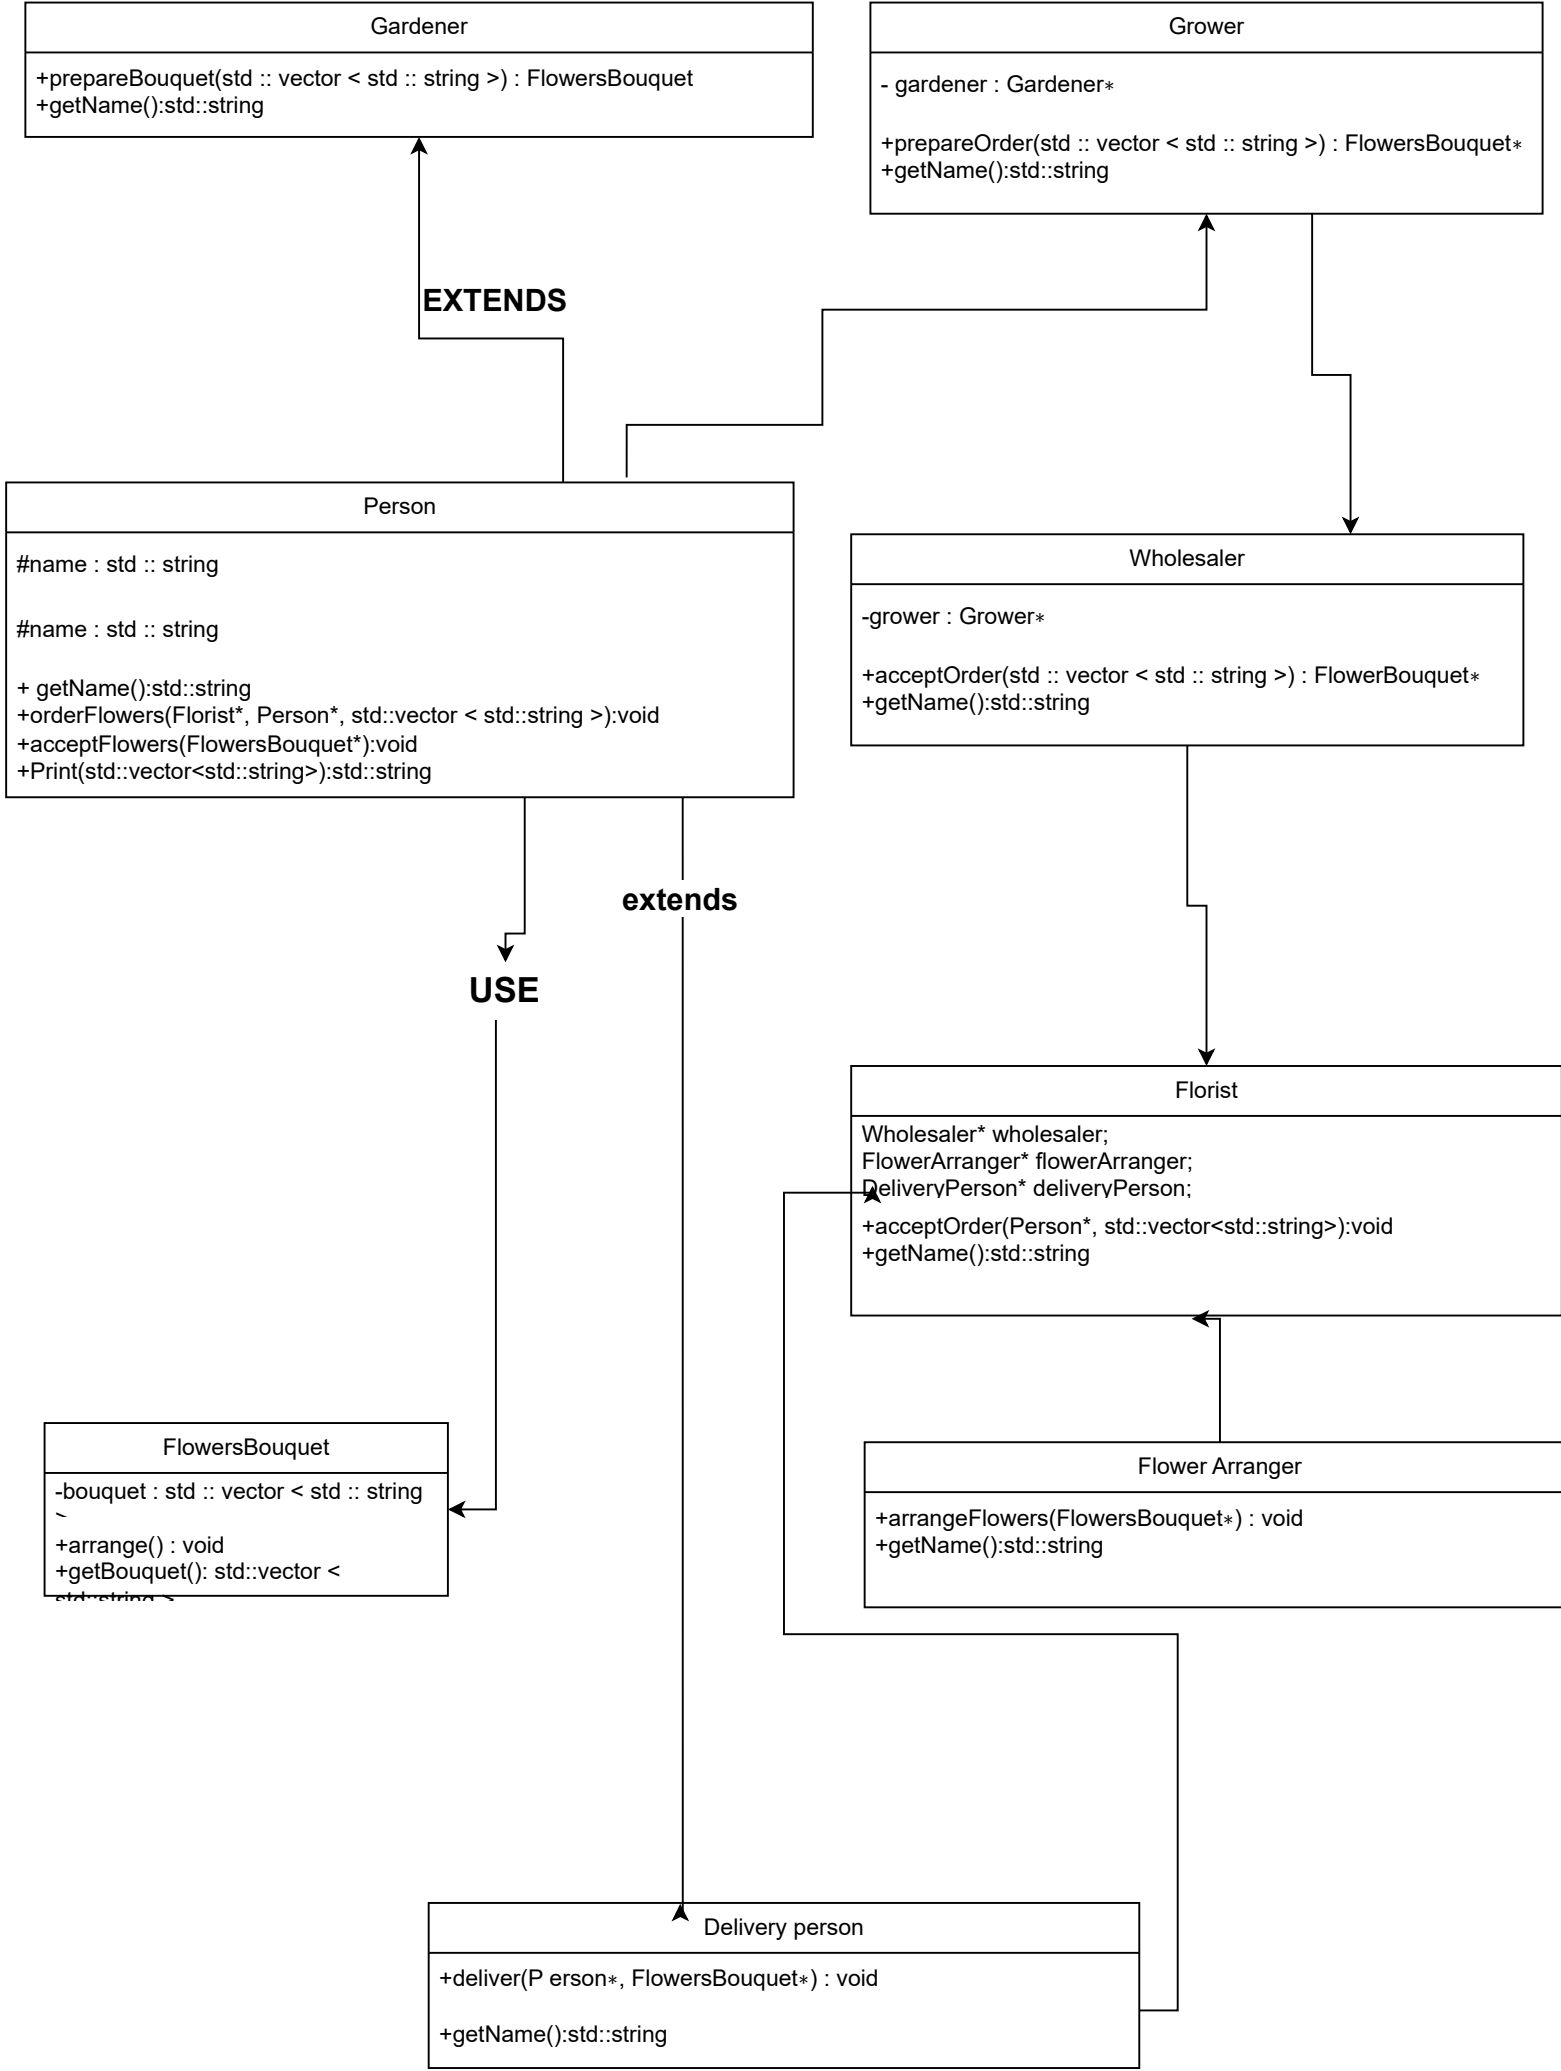 Gardener
+prepareBouquet(std :: vector < std :: string >) : FlowersBouquet
+getName():std::string
Grower
- gardener : Gardener∗
+prepareOrder(std :: vector < std :: string >) : FlowersBouquet∗
+getName():std::string
EXTENDS
Person
#name : std :: string
#name : std :: string
+ getName():std::string
+orderFlowers(Florist*, Person*, std::vector < std::string >):void
+acceptFlowers(FlowersBouquet*):void
+Print(std::vector<std::string>):std::string
Wholesaler
-grower : Grower∗
+acceptOrder(std :: vector < std :: string >) : FlowerBouquet∗
+getName():std::string
extends
USE
Florist
Wholesaler* wholesaler;
FlowerArranger* flowerArranger;
DeliveryPerson* deliveryPerson;
+acceptOrder(Person*, std::vector<std::string>):void
+getName():std::string
FlowersBouquet
-bouquet : std :: vector < std :: string
+arrange() : void
+getBouquet(): std::vector <
std::string >
Flower Arranger
+arrangeFlowers(FlowersBouquet∗) : void
+getName():std::string
Delivery person
+deliver(P erson∗, FlowersBouquet∗) : void
+getName():std::string